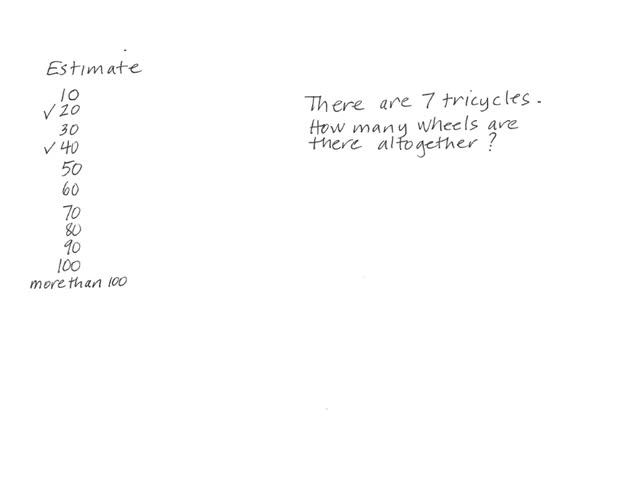 Estimate
10
✓ 20
30
✓ 40
50
60
70
80
90
100
more than 100
There are 7 tricycles.
How many wheels are
there altogether?